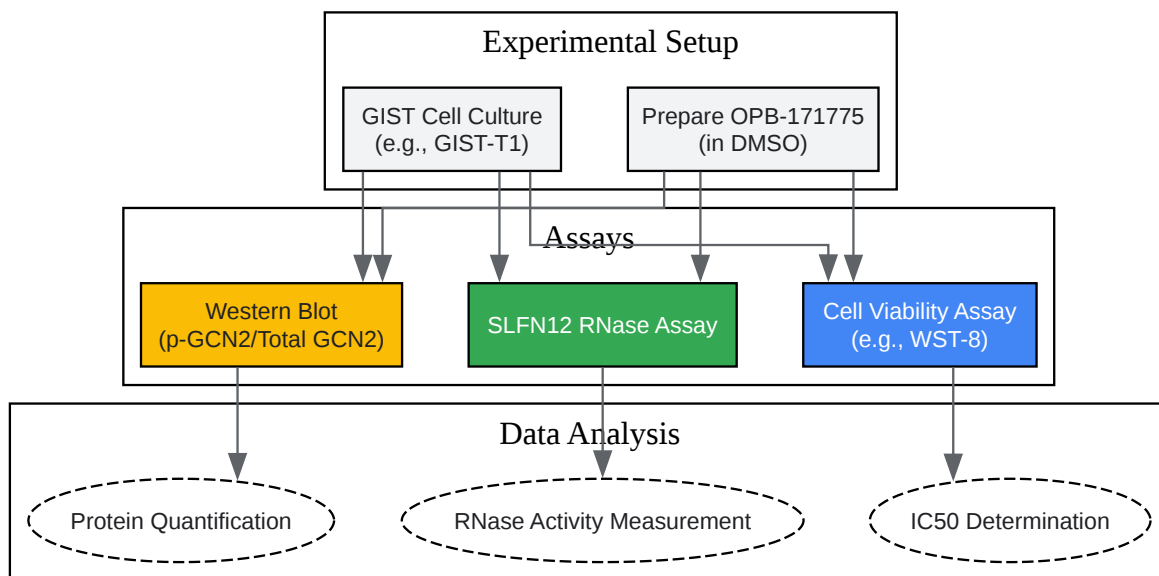 Experimental Setup
GIST Cell Culture
(e.g., GIST-T1)
Prepare OPB-171775
(in DMSO)
Assays
Western Blot
(p-GCN2/Total GCN2)
SLFN12 RNase Assay
Cell Viability Assay
(e.g., WST-8)
Data Analysis
Protein Quantification
RNase Activity Measurement
IC50 Determination